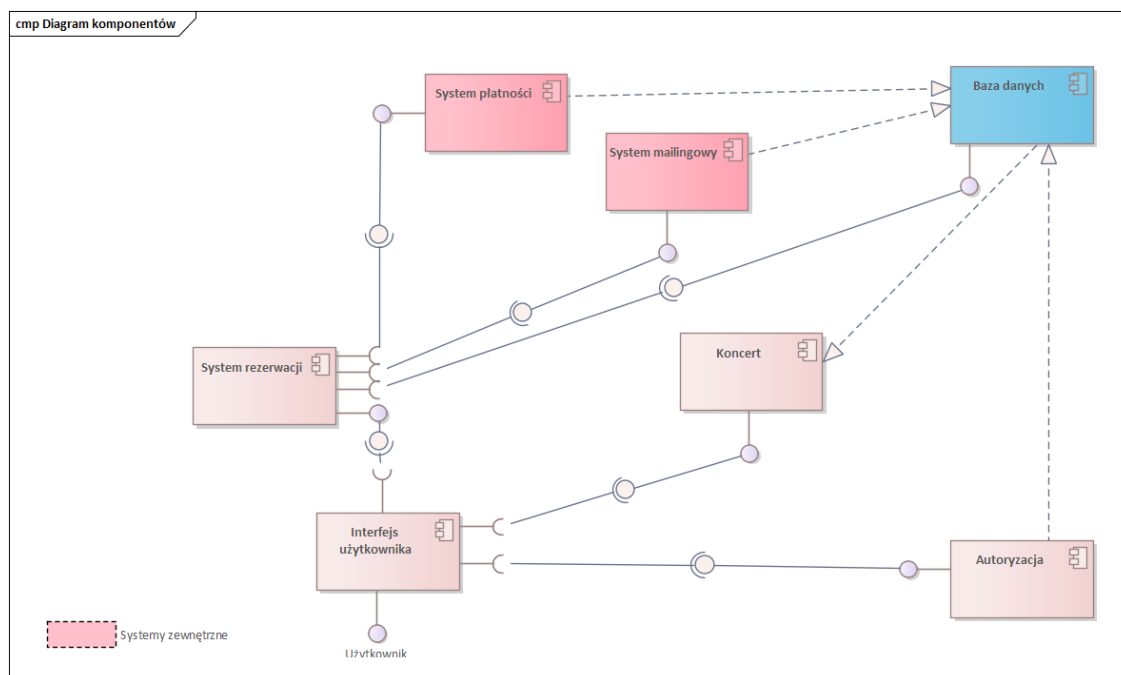 cmp Diagram komponentów
System płatności
Baza danych
System mailingowy
Koncert
System rezerwacji
Interfejs
użytkownika
Autoryzacja
Systemy zewnętrzne
Użytkownik